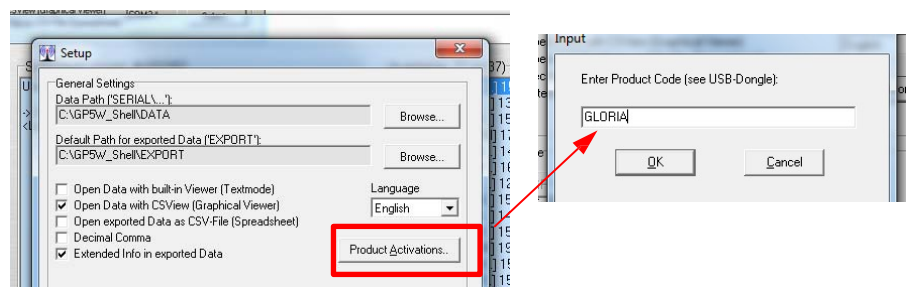 Setup
General Settings
Data Path ('SERIAL\...'):
C:\GP5W_Shell\DATA
Browse...
Default Path for exported Data ('EXPORT'):
C:\GP5W_Shell\EXPORT
Browse...
Open Data with built-in Viewer (Textmode)
Open Data with CSView (Graphical Viewer)
Open exported Data as CSV-File (Spreadsheet)
Decimal Comma
Extended Info in exported Data
Language
English
Product Activations..
Input
Enter Product Code (see USB-Dongle):
GLORIA
OK
Cancel